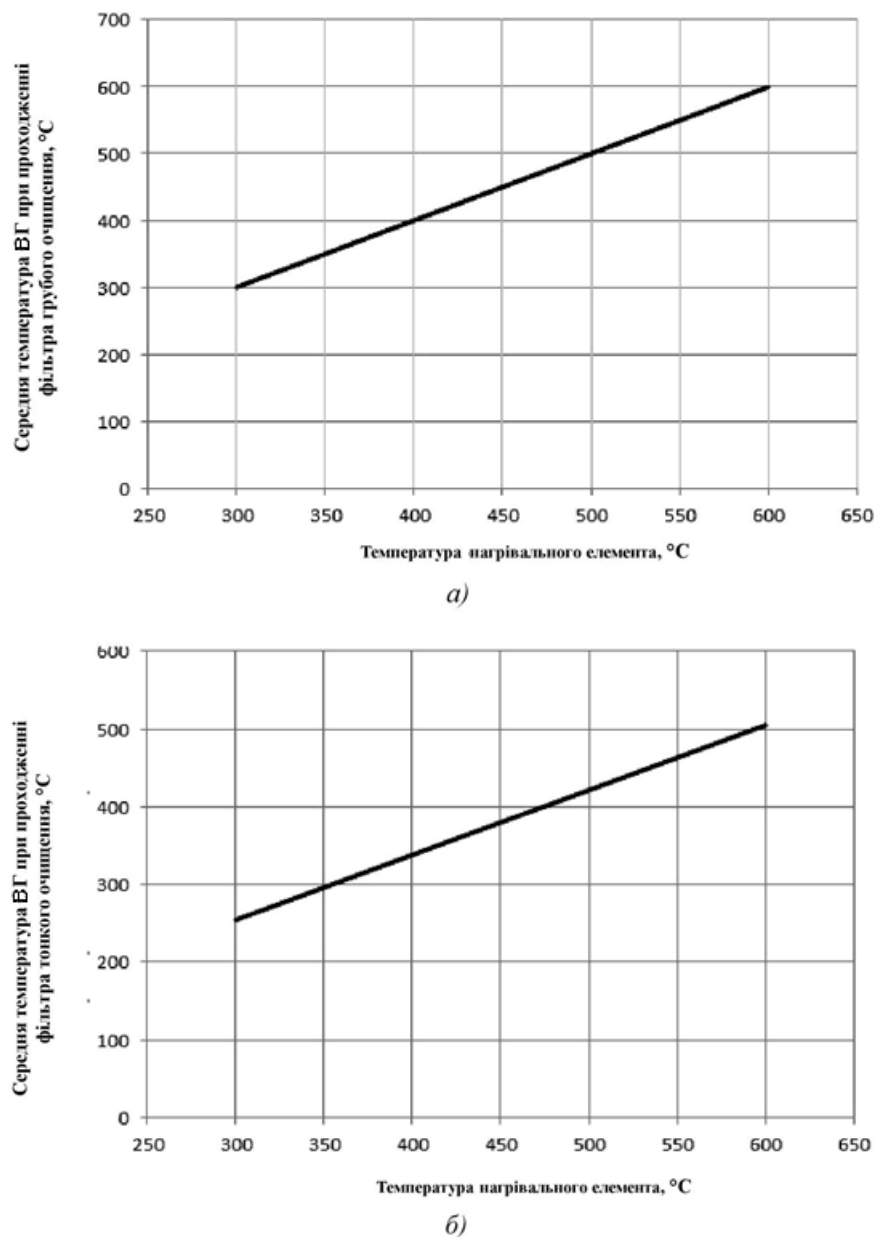 700
600
500
400
300
200
100
0
Середня температура ВГ при проходженні
фільтра грубого очищення, °C
250 300 350 400 450 500 550 600 650
Температура нагрівального елемента, °C
а)
600
500
400
300
200
100
0
Середня температура ВГ при проходженні
фільтра тонкого очищення, °C
250 300 350 400 450 500 550 600 650
Температура нагрівального елемента, °C
б)